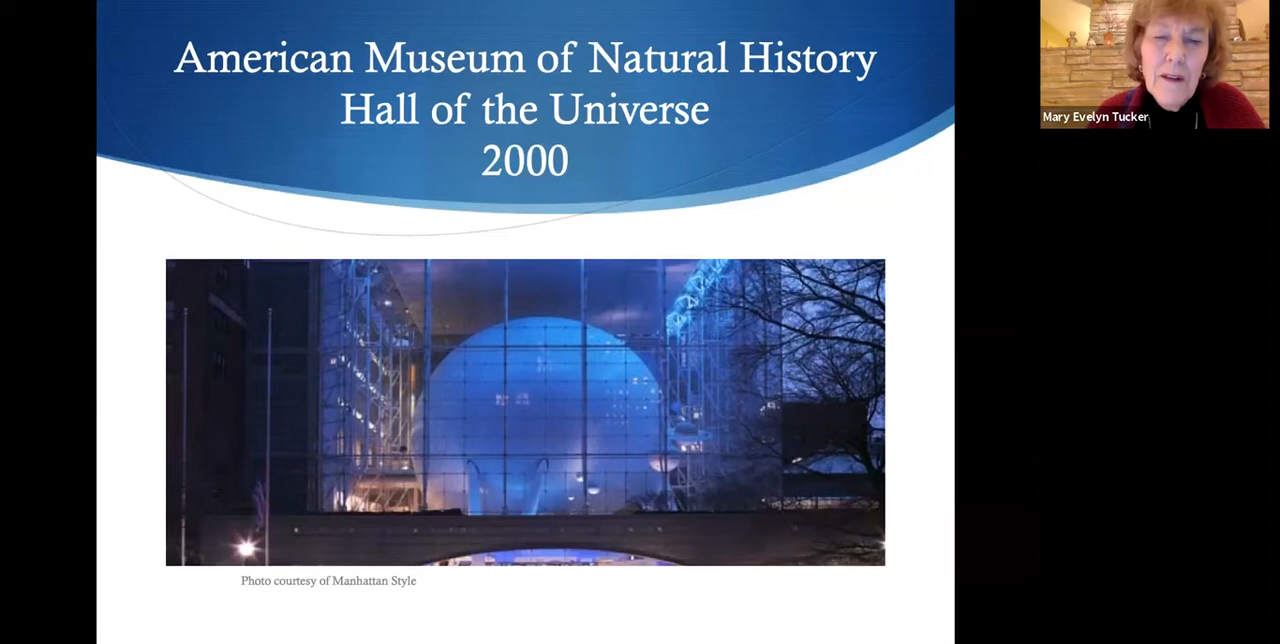 American Museum of Natural History
Hall of the Universe
2000
Mary Evelyn Tucker
Photo courtesy of Manhattan Style